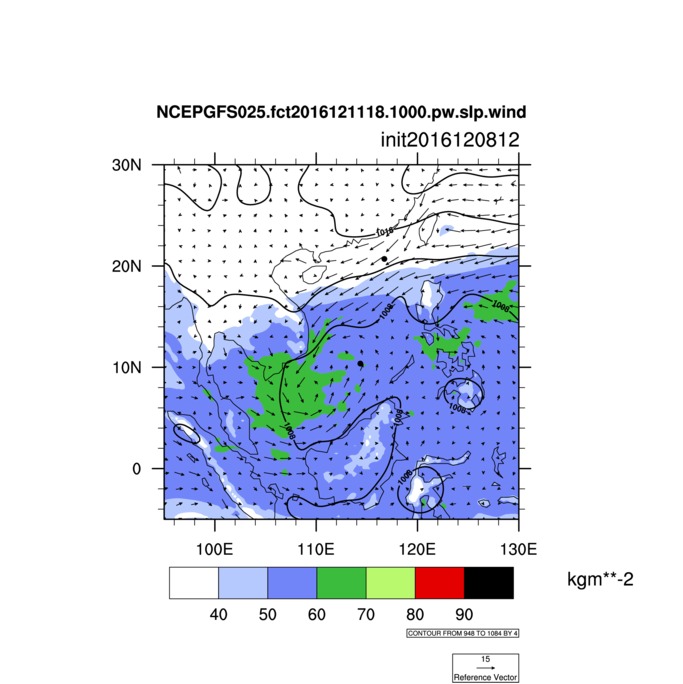 NCEPGFS025.fct2016121118.1000.pw.slp.wind
init2016120812
30N
1016
20N
1008
1008
10N
1008
1008
1008
1008
0
100E 110E 120E 130E
kgm**-2
40 50 60 70 80 90
CONTOUR FROM 948 TO 1084 BY 4
15
Reference Vector